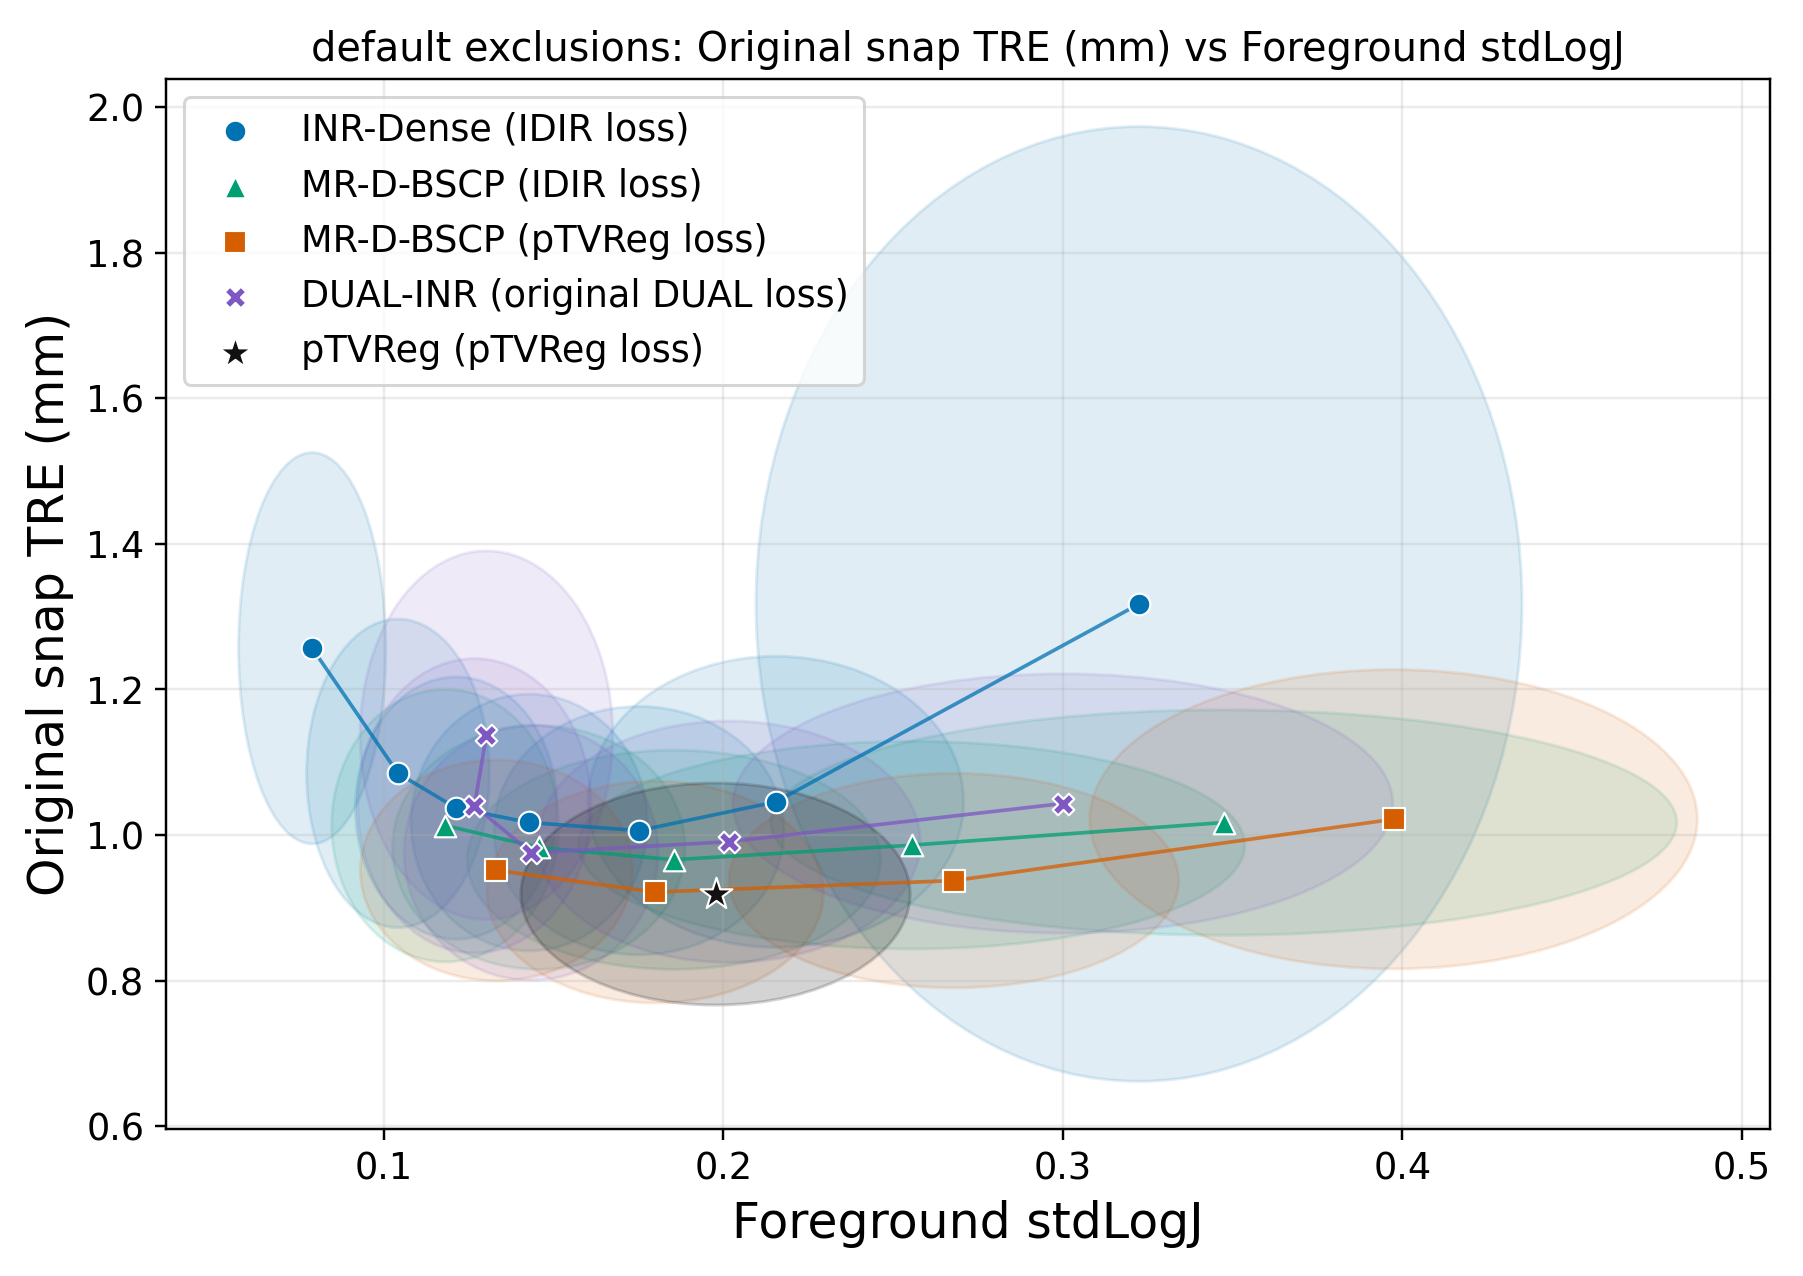 default exclusions: Original snap TRE (mm) vs Foreground stdLogJ
INR-Dense (IDIR loss)
MR-D-BSCP (IDIR loss)
MR-D-BSCP (pTVReg loss)
DUAL-INR (original DUAL loss)
pTVReg (pTVReg loss)
Original snap TRE (mm)
2.0
1.8
1.6
1.4
1.2
1.0
0.8
0.6
0.1 0.2 0.3 0.4 0.5
Foreground stdLogJ